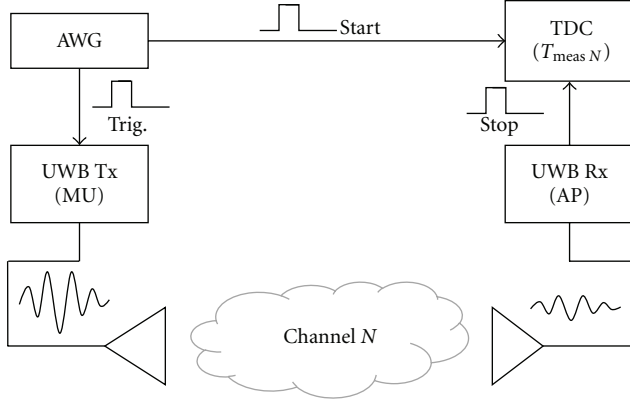 AWG
Start
TDC
(T_meas N)
Trig.
Stop
UWB Tx
(MU)
UWB Rx
(AP)
Channel N